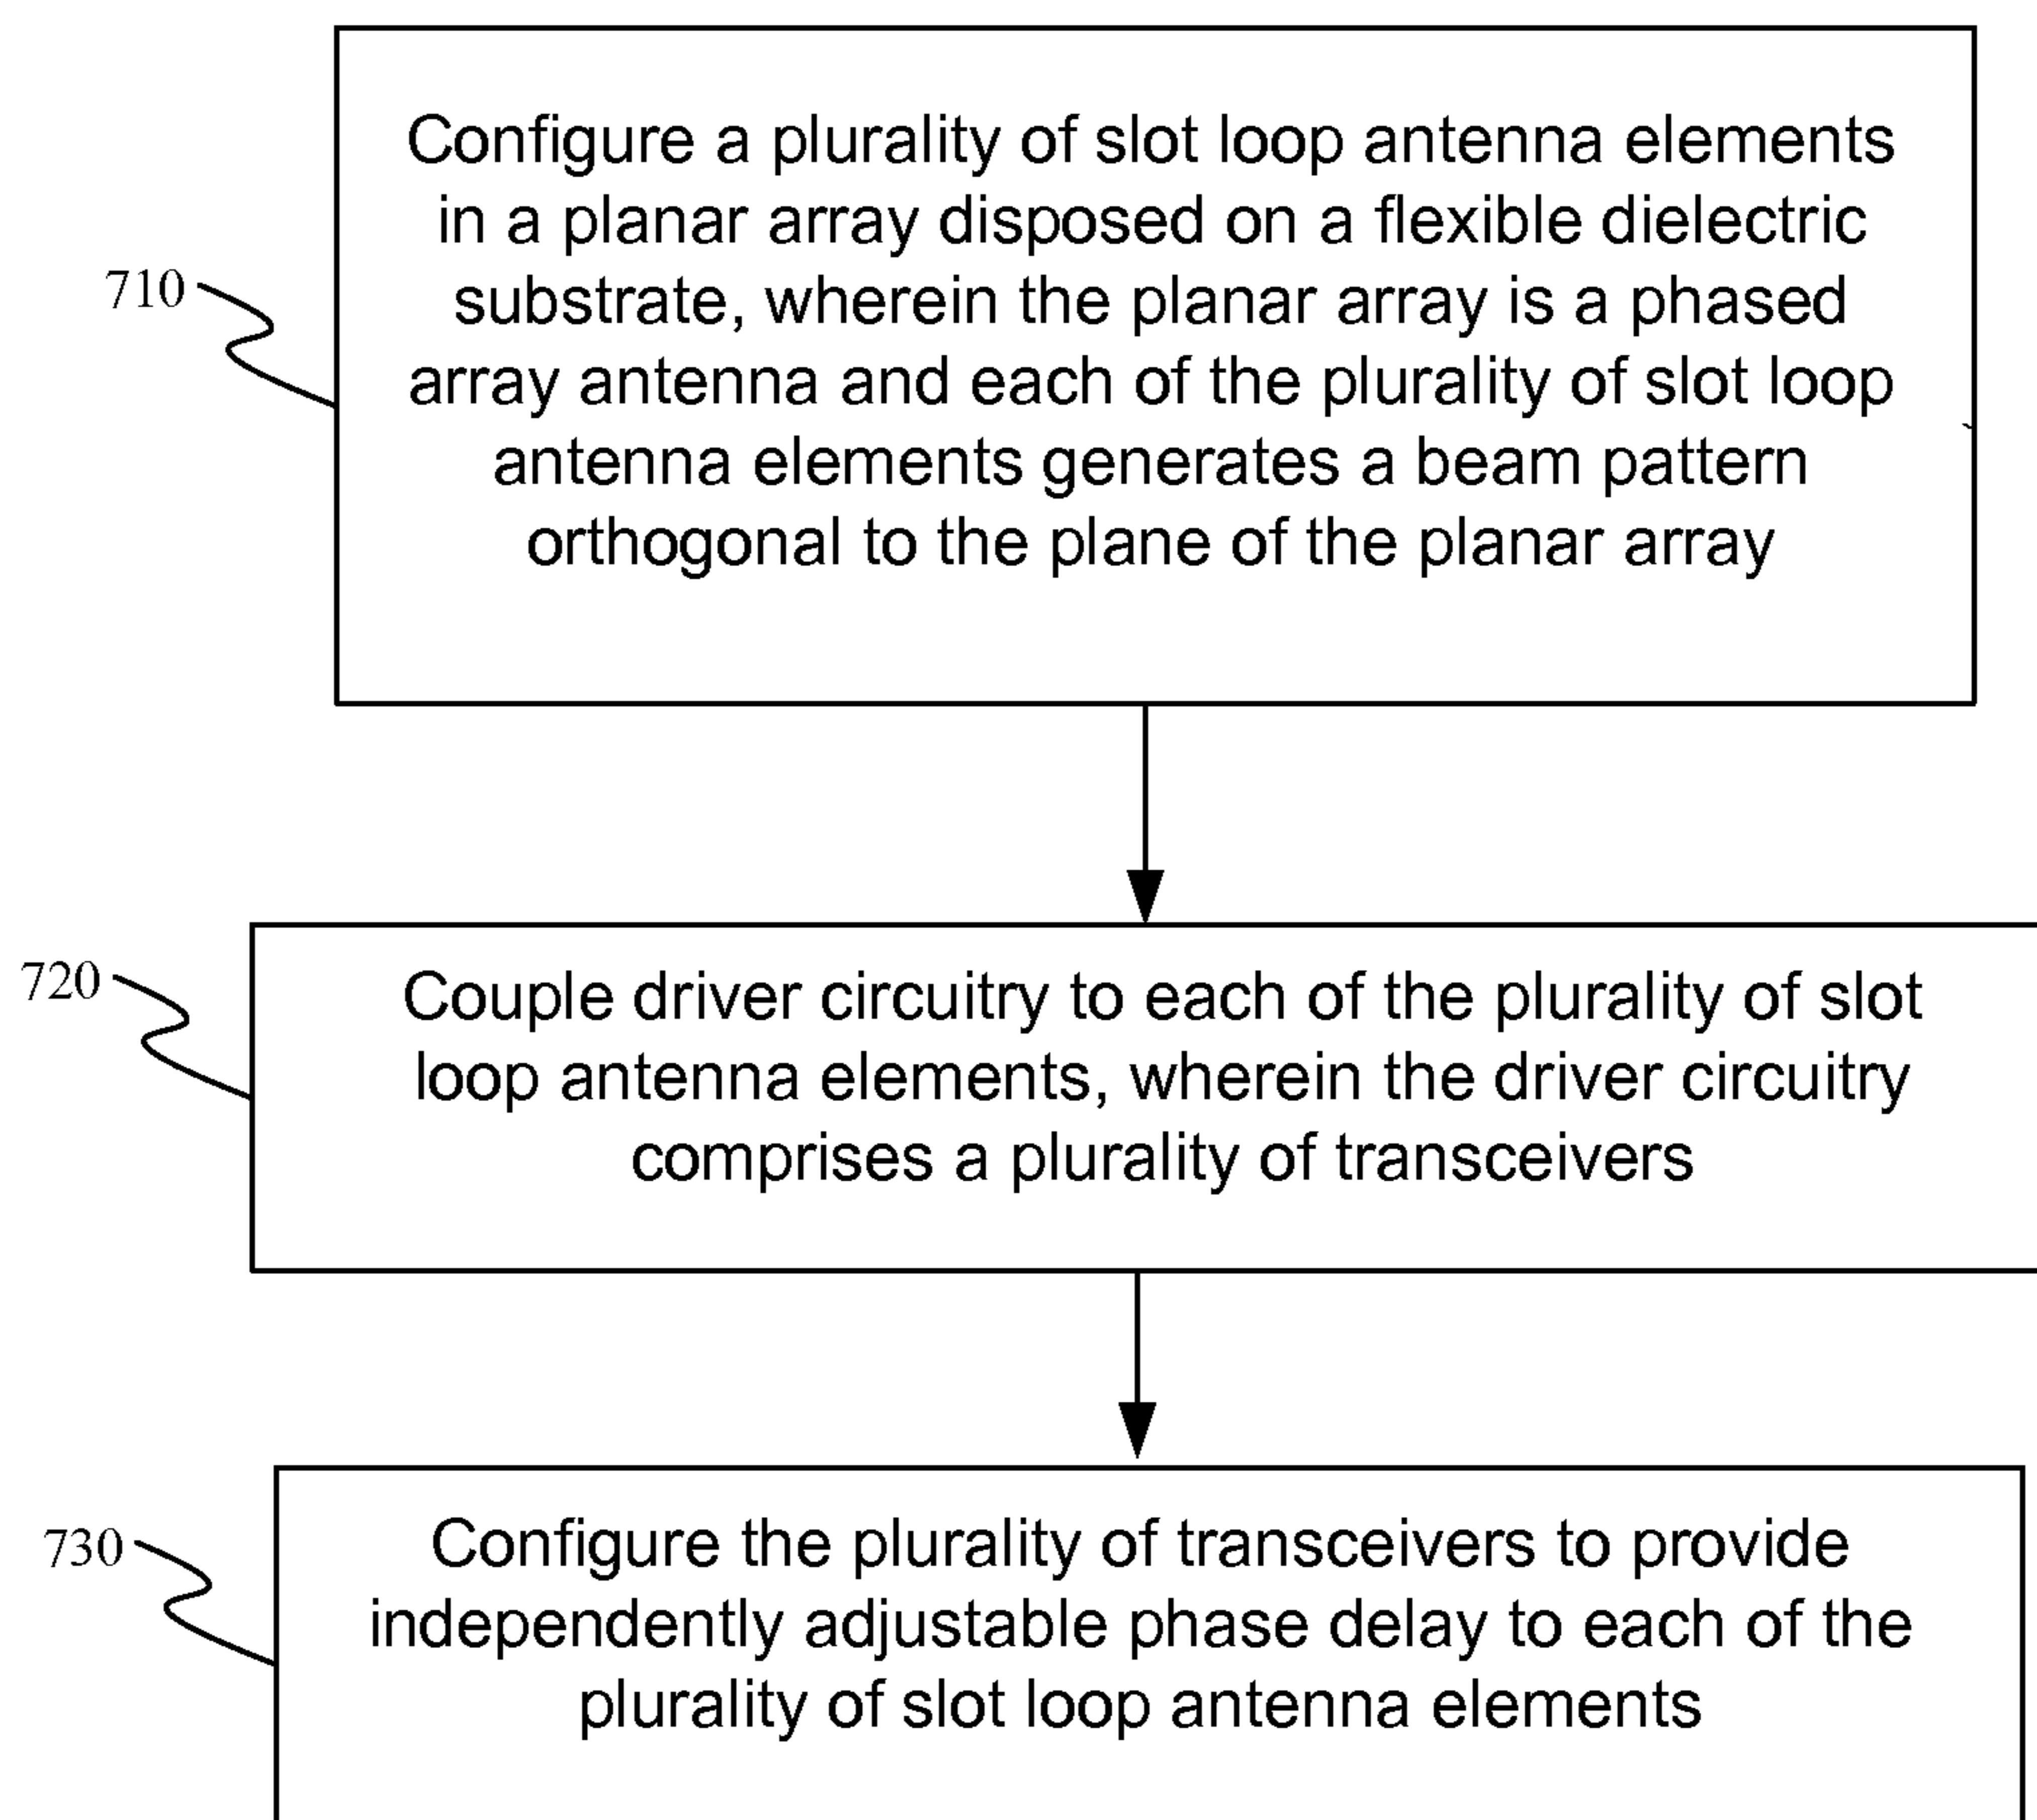 Configure a plurality of slot loop antenna elements
in a planar array disposed on a flexible dielectric
substrate, wherein the planar array is a phased
array antenna and each of the plurality of slot loop
antenna elements generates a beam pattern
orthogonal to the plane of the planar array
710
Couple driver circuitry to each of the plurality of slot
loop antenna elements, wherein the driver circuitry
comprises a plurality of transceivers
720
Configure the plurality of transceivers to provide
independently adjustable phase delay to each of the
plurality of slot loop antenna elements
730